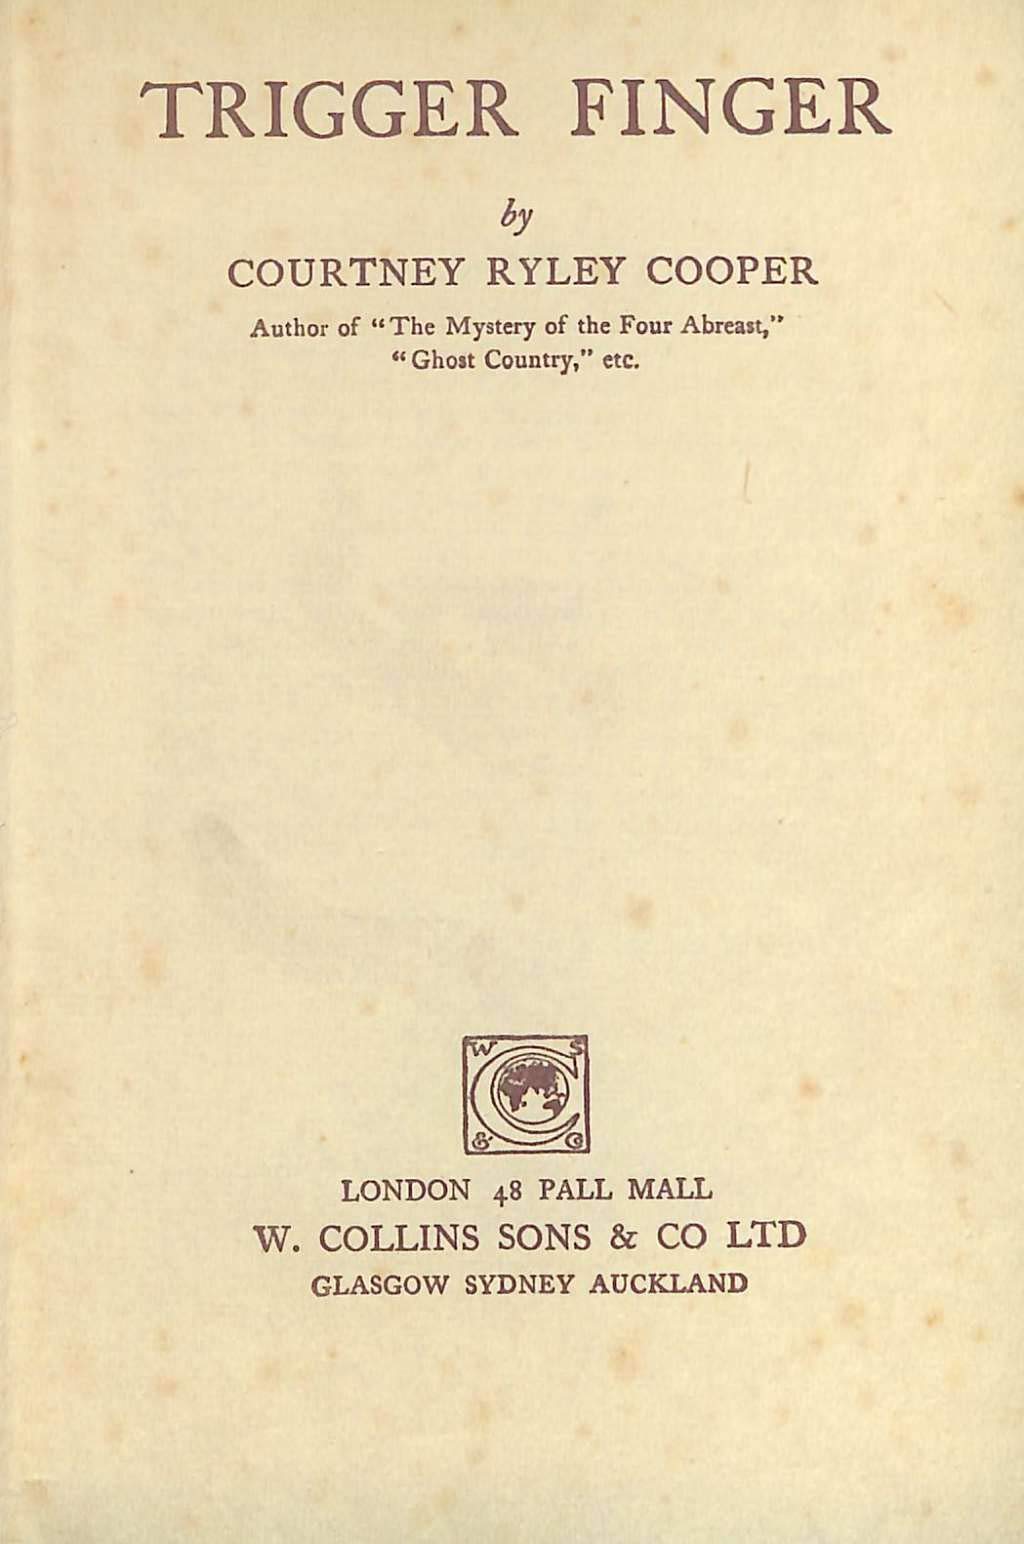 TRIGGER FINGER
by
COURTNEY RYLEY COOPER
Author of “The Mystery of the Four Abreast,”
“Ghost Country,” etc.
W S
C
& Co
LONDON 48 PALL MALL
W. COLLINS SONS & CO LTD
GLASGOW SYDNEY AUCKLAND